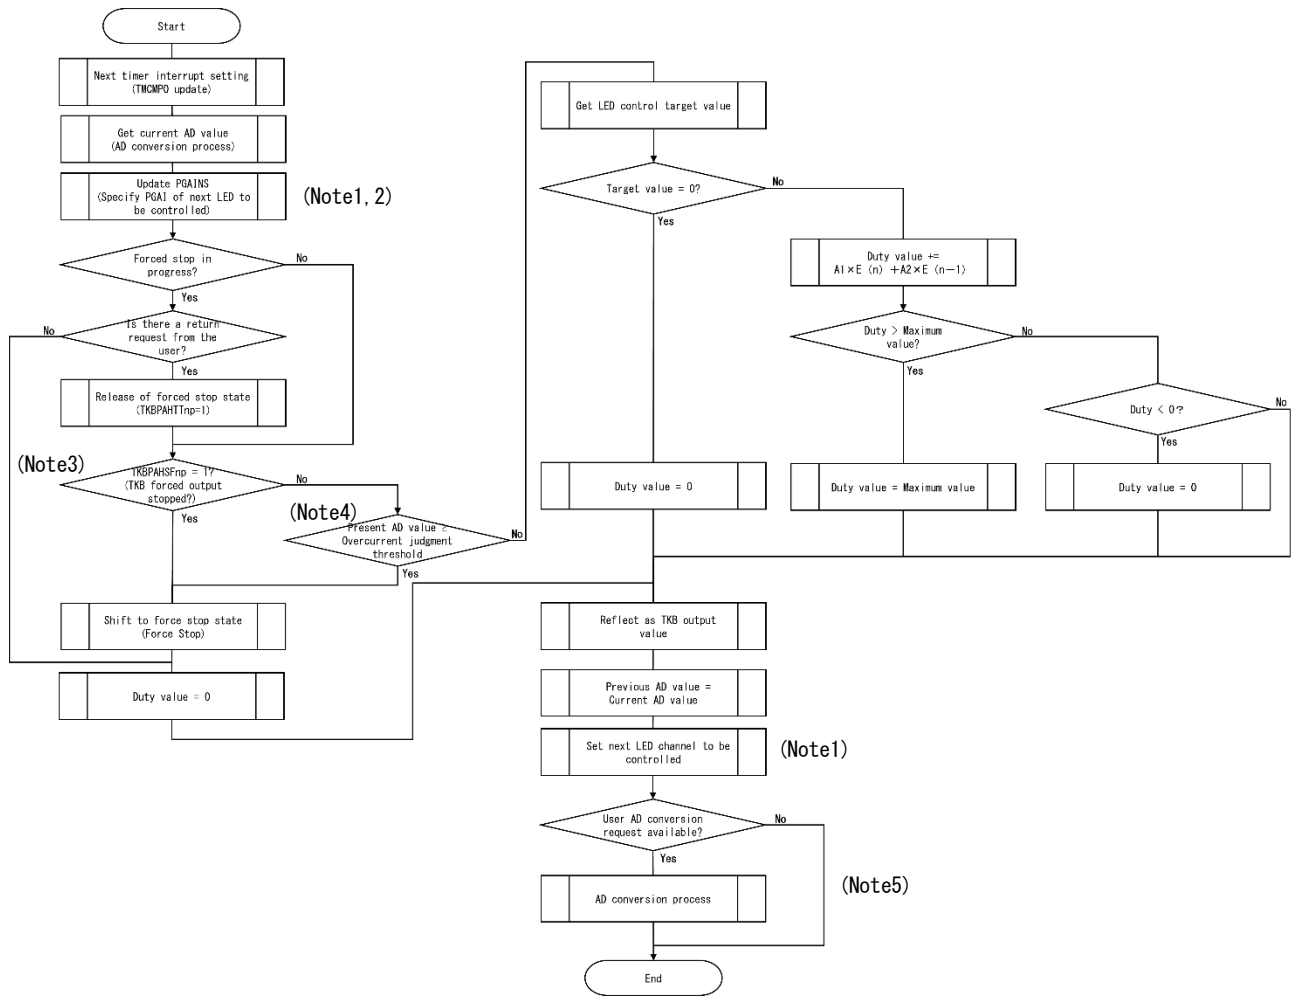 Start
Next timer interrupt setting
(TMCMP0 update)
Get current AD value
(AD conversion process)
Update PGAINS
(Specify PGAI of next LED to
be controlled)
(Note1, 2)
Forced stop in
progress?
No
Yes
Is there a return
request from the
user?
No
Yes
Release of forced stop state
(TKBPAHTTnp=1)
(Note3)
TKBPAHSFnp = 1?
(TKB forced output
stopped?)
No
Yes
(Note4)
Present AD value ≥
Overcurrent judgment
threshold
No
Yes
Shift to force stop state
(Force Stop)
Duty value = 0
Get LED control target value
Target value = 0?
No
Yes
Duty value +=
A1×E (n) +A2×E (n-1)
Duty > Maximum
value?
No
Yes
Duty < 0?
No
Yes
Duty value = 0
Duty value = Maximum value
Duty value = 0
Reflect as TKB output
value
Previous AD value =
Current AD value
Set next LED channel to be
controlled
(Note1)
User AD conversion
request available?
No
Yes
AD conversion process
(Note5)
End